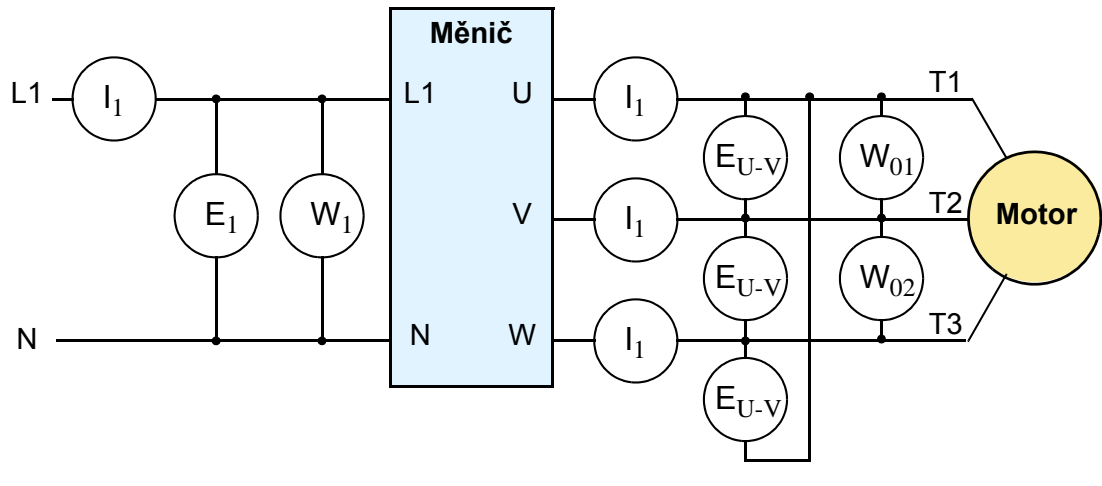 Měnič
L1 I1 L1 U I1 T1
EU-V W01
E1 W1 V I1 T2 Motor
EU-V W02
N N W I1 T3
EU-V